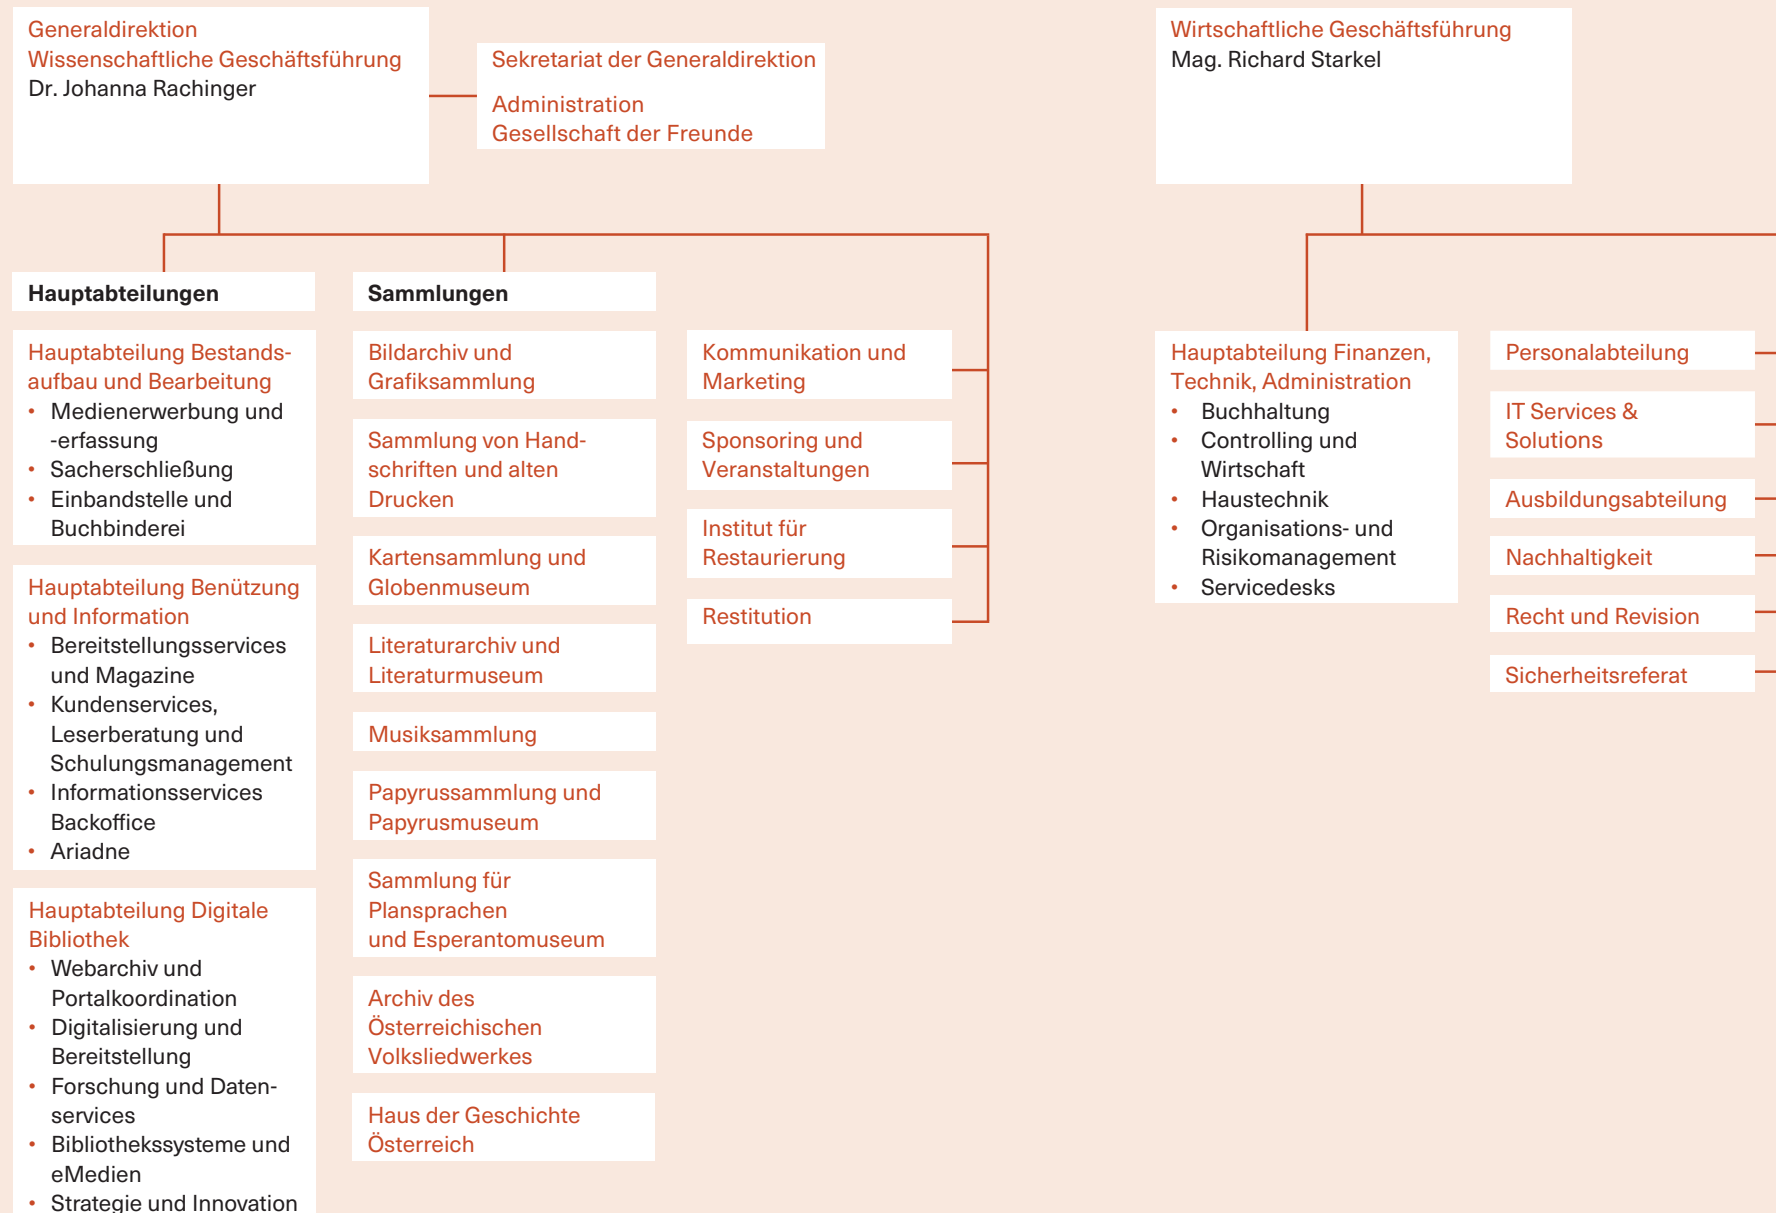 Generaldirektion
Wissenschaftliche Geschäftsführung
Dr. Johanna Rachinger
Sekretariat der Generaldirektion
Administration
Gesellschaft der Freunde
Wirtschaftliche Geschäftsführung
Mag. Richard Starkel
Hauptabteilungen
Hauptabteilung Bestands-
aufbau und Bearbeitung
• Medienerwerbung und
-erfassung
• Sacherschließung
• Einbandstelle und
Buchbinderei
Hauptabteilung Benützung
und Information
• Bereitstellungsservices
und Magazine
• Kundenservices,
Leserberatung und
Schulungsmanagement
• Informationsservices
Backoffice
• Ariadne
Hauptabteilung Digitale
Bibliothek
• Webarchiv und
Portalkoordination
• Digitalisierung und
Bereitstellung
• Forschung und Daten-
services
• Bibliothekssysteme und
eMedien
• Strategie und Innovation
Sammlungen
Bildarchiv und
Grafiksammlung
Sammlung von Hand-
schriften und alten
Drucken
Kartensammlung und
Globenmuseum
Literaturarchiv und
Literaturmuseum
Musiksammlung
Papyrussammlung und
Papyrusmuseum
Sammlung für
Plansprachen
und Esperantomuseum
Archiv des
Österreichischen
Volksliedwerkes
Haus der Geschichte
Österreich
Kommunikation und
Marketing
Sponsoring und
Veranstaltungen
Institut für
Restaurierung
Restitution
Hauptabteilung Finanzen,
Technik, Administration
• Buchhaltung
• Controlling und
Wirtschaft
• Haustechnik
• Organisations- und
Risikomanagement
• Servicedesks
Personalabteilung
IT Services &
Solutions
Ausbildungsabteilung
Nachhaltigkeit
Recht und Revision
Sicherheitsreferat